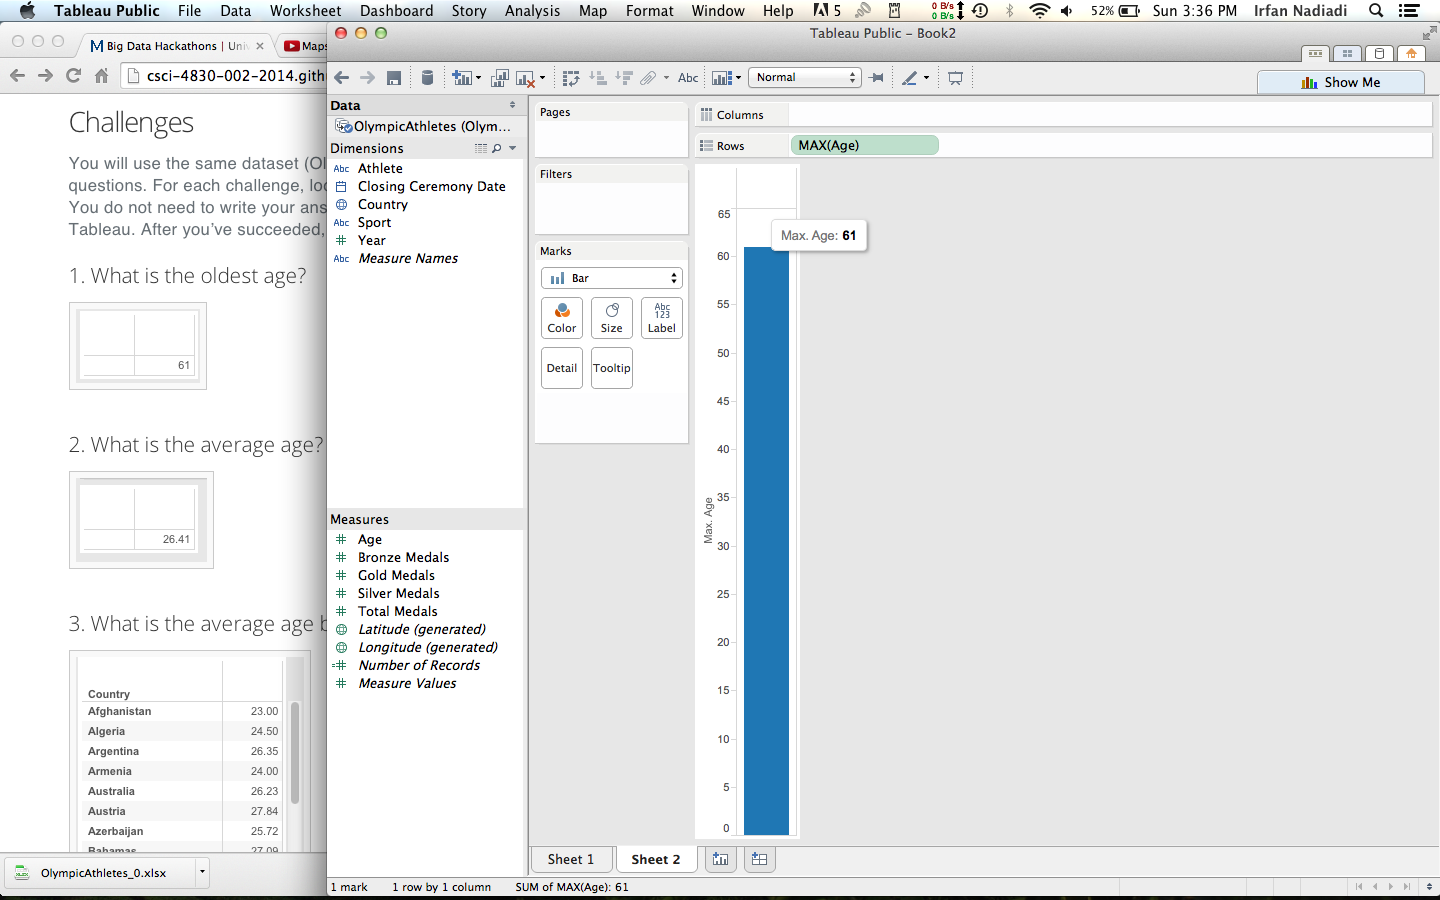 Tableau Public File Data Worksheet Dashboard Story Analysis Map Format Window Help 5 0 B/s 0 B/s 52% Sun 3:36 PM Irfan Nadiadi
Big Data Hackathons | Uni × Maps
csci-4830-002-2014.gith
Challenges
You will use the same dataset (Ol
questions. For each challenge, loo
You do not need to write your ans
Tableau. After you've succeeded,
1. What is the oldest age?
61
2. What is the average age?
26.41
3. What is the average age b
Country
Afghanistan 23.00
Algeria 24.50
Argentina 26.35
Armenia 24.00
Australia 26.23
Austria 27.84
Azerbaijan 25.72
Bahamas 27.09
OlympicAthletes_0.xlsx
Tableau Public - Book2
Abc Normal Show Me
Data
OlympicAthletes (Olym...
Dimensions
Abc Athlete
Closing Ceremony Date
Country
Abc Sport
# Year
Abc Measure Names
Measures
# Age
# Bronze Medals
# Gold Medals
# Silver Medals
# Total Medals
Latitude (generated)
Longitude (generated)
=# Number of Records
# Measure Values
Pages
Filters
Marks
Bar
Color Size Abc 123 Label
Detail Tooltip
Columns
Rows MAX(Age)
65
60
55
50
45
40
35
30
25
20
15
10
5
0
Max. Age
Max. Age: 61
Sheet 1 Sheet 2
1 mark 1 row by 1 column SUM of MAX(Age): 61